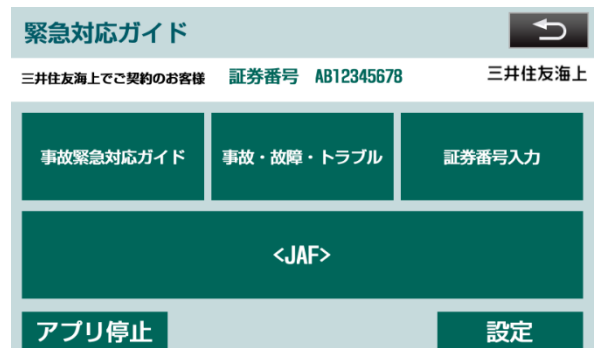 緊急対応ガイド
三井住友海上でご契約のお客様 証券番号 AB12345678 三井住友海上
事故緊急対応ガイド 事故・故障・トラブル 証券番号入力
<JAF>
アプリ停止 設定